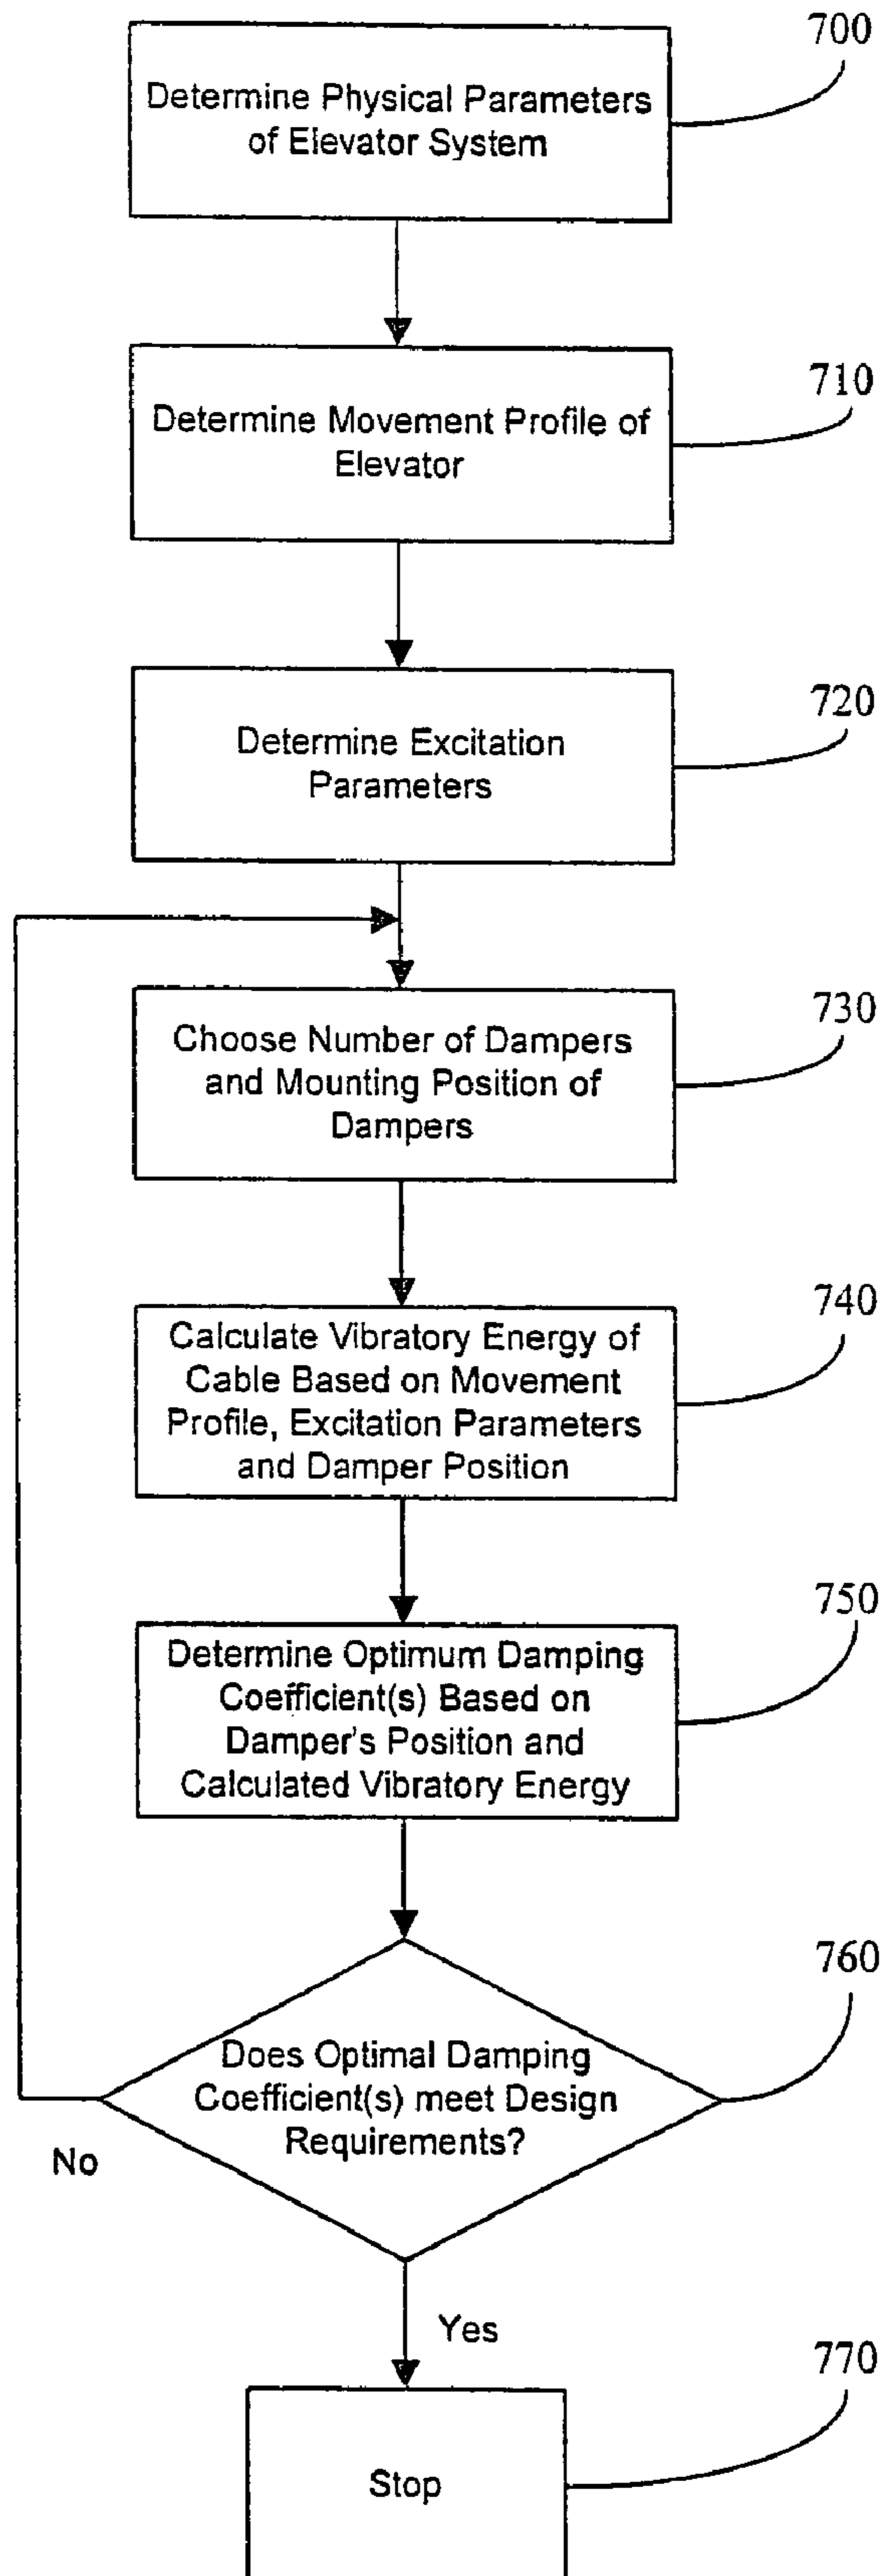 700
Determine Physical Parameters
of Elevator System
710
Determine Movement Profile of
Elevator
720
Determine Excitation
Parameters
730
Choose Number of Dampers
and Mounting Position of
Dampers
740
Calculate Vibratory Energy of
Cable Based on Movement
Profile, Excitation Parameters
and Damper Position
750
Determine Optimum Damping
Coefficient(s) Based on
Damper's Position and
Calculated Vibratory Energy
760
Does Optimal Damping
Coefficient(s) meet Design
Requirements?
No
Yes
770
Stop